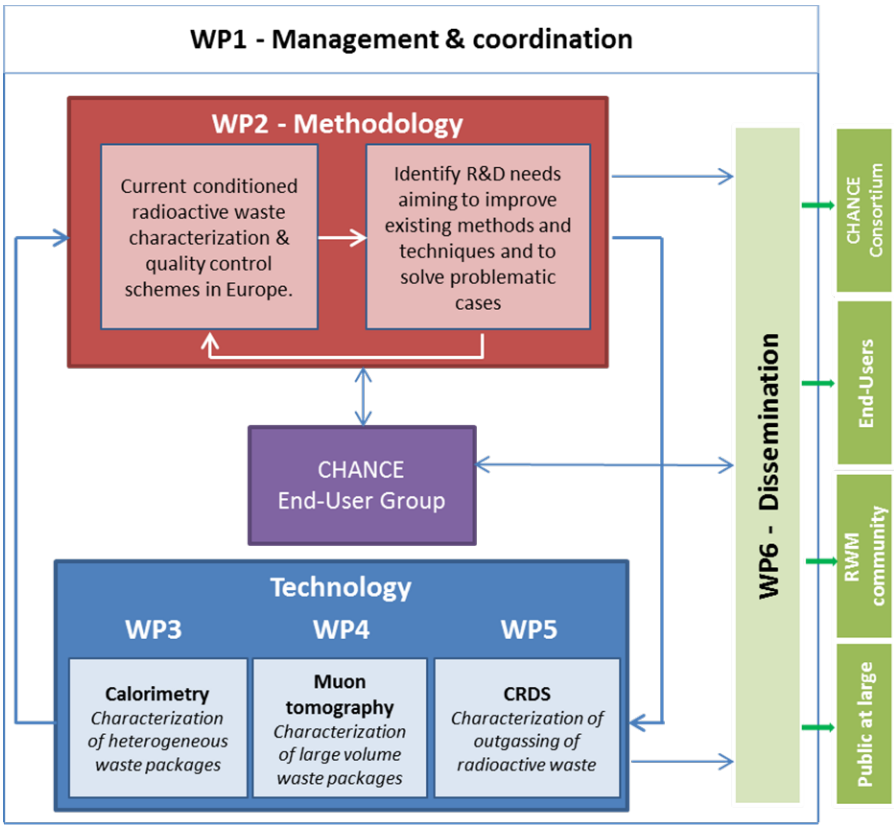 WP1 - Management & coordination
WP2 - Methodology
Current conditioned
radioactive waste
characterization &
quality control
schemes in Europe.
Identify R&D needs
aiming to improve
existing methods and
techniques and to
solve problematic
cases
CHANCE
End-User Group
Technology
WP3
Calorimetry
Characterization
of heterogeneous
waste packages
WP4
Muon
tomography
Characterization
of large volume
waste packages
WP5
CRDS
Characterization of
outgassing of
radioactive waste
WP6 - Dissemination
CHANCE
Consortium
End-Users
RWM
community
Public at large